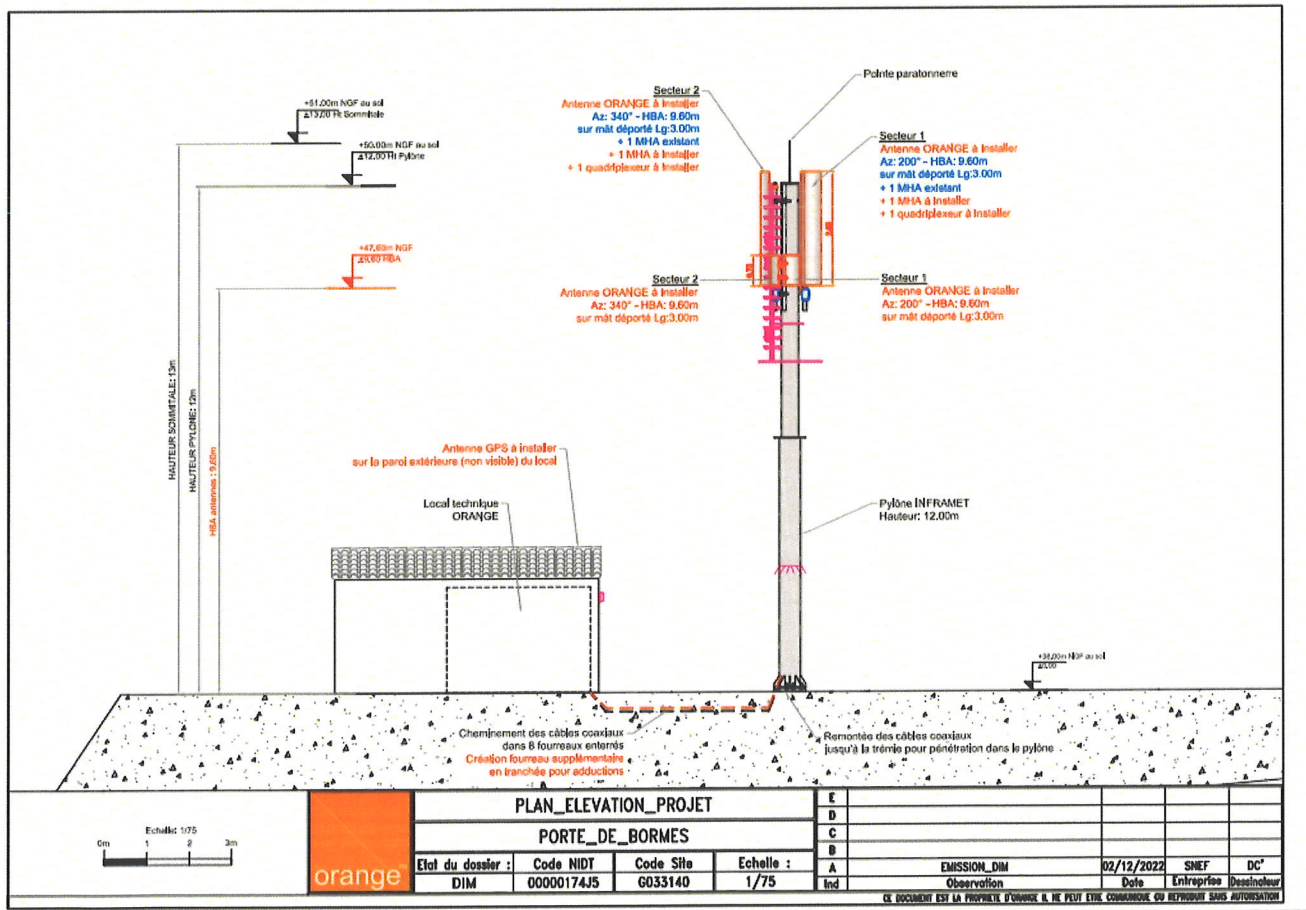 +51.00m NGF au sol
±13.00 Ht Sommitale
+50.00m NGF au sol
±12.00 Ht Pylône
+47.60m NGF
±9.60 HBA
HAUTEUR SOMMITALE: 13m
HAUTEUR PYLONE: 12m
HBA antennes : 9.60m
Pointe paratonnerre
Secteur 2
Antenne ORANGE à Installer
Az: 340° - HBA: 9.60m
sur mât déporté Lg:3.00m
+ 1 MHA existant
+ 1 MHA à Installer
+ 1 quadriplexeur à Installer
Secteur 1
Antenne ORANGE à Installer
Az: 200° - HBA: 9.60m
sur mât déporté Lg:3.00m
+ 1 MHA existant
+ 1 MHA à Installer
+ 1 quadriplexeur à Installer
Secteur 2
Antenne ORANGE à Installer
Az: 340° - HBA: 9.60m
sur mât déporté Lg:3.00m
Secteur 1
Antenne ORANGE à Installer
Az: 200° - HBA: 9.60m
sur mât déporté Lg:3.00m
Antenne GPS à installer
sur la paroi extérieure (non visible) du local
Local technique
ORANGE
Pylône INFRAMET
Hauteur: 12.00m
+38.00m NGF au sol
±0.00
Cheminement des câbles coaxiaux
dans 8 fourreaux enterrés
Création fourreau supplémentaire
en tranchée pour adductions
Remontée des câbles coaxiaux
jusqu'à la trémie pour pénétration dans le pylône
Echelle: 1/75
0m 1 2 3m
orange
PLAN_ELEVATION_PROJET
PORTE_DE_BORMES
Etat du dossier : Code NIDT Code Site Echelle :
DIM 00000174J5 G033140 1/75
E
D
C
B
A EMISSION_DIM 02/12/2022 SNEF DC'
Ind Observation Date Entreprise Dessinateur
CE DOCUMENT EST LA PROPRIETE D'ORANGE IL NE PEUT ETRE COMMUNIQUE OU REPRODUIT SANS AUTORISATION